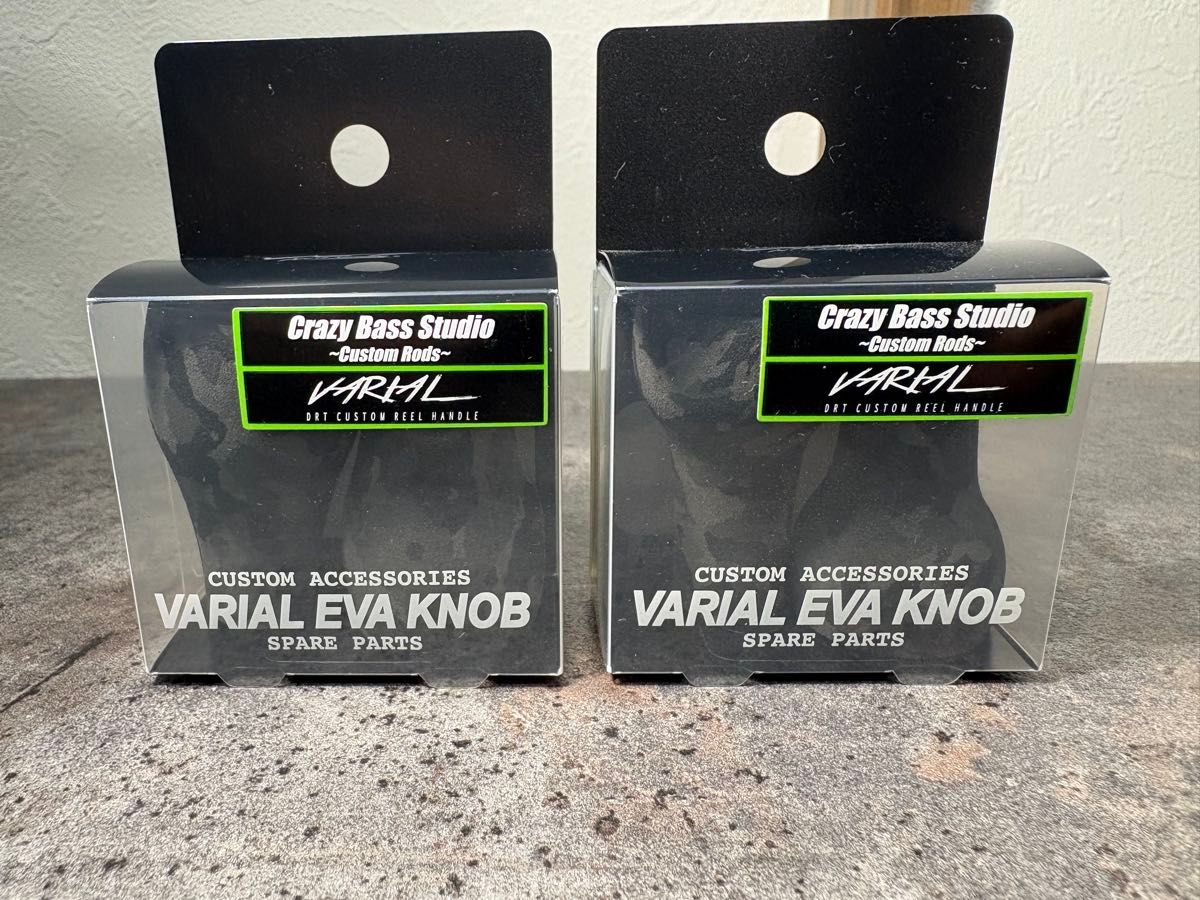 Crazy Bass Studio
~Custom Rods~
VARIAL
DRT CUSTOM REEL HANDLE
CUSTOM ACCESSORIES
VARIAL EVA KNOB
SPARE PARTS
Crazy Bass Studio
~Custom Rods~
VARIAL
DRT CUSTOM REEL HANDLE
CUSTOM ACCESSORIES
VARIAL EVA KNOB
SPARE PARTS